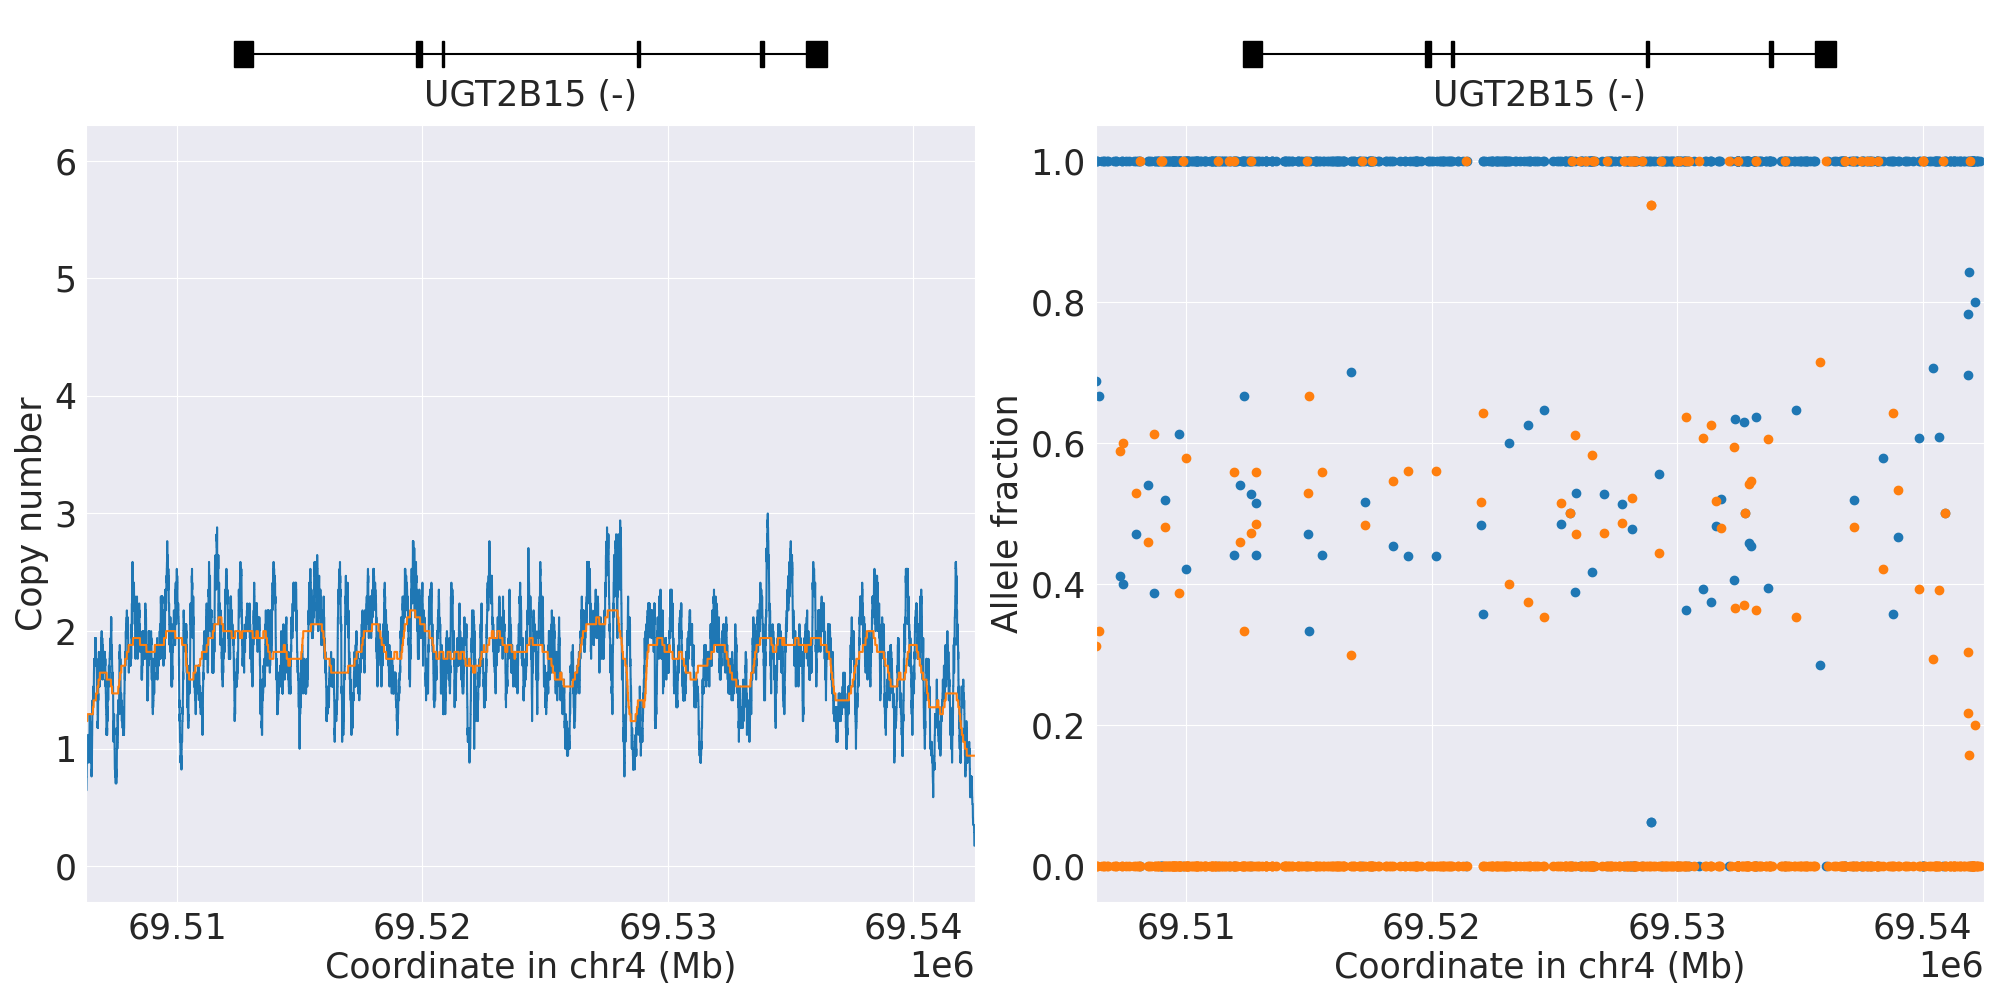 UGT2B15 (-)
6
5
4
3
2
1
0
Copy number
69.51 69.52 69.53 69.54
Coordinate in chr4 (Mb)
1e6
UGT2B15 (-)
1.0
0.8
0.6
0.4
0.2
0.0
Allele fraction
69.51 69.52 69.53 69.54
Coordinate in chr4 (Mb)
1e6